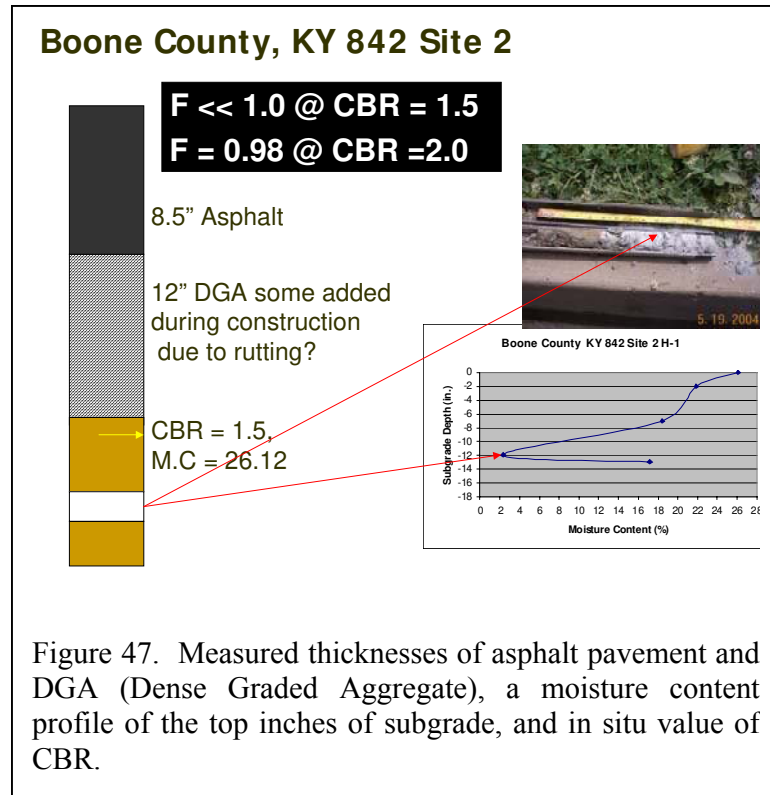 Boone County, KY 842 Site 2
F << 1.0 @ CBR = 1.5
F = 0.98 @ CBR =2.0
8.5” Asphalt
12” DGA some added
during construction
due to rutting?
CBR = 1.5,
M.C = 26.12
5.19.2004
Boone County KY 842 Site 2 H-1
Subgrade Depth (in.)
0
-2
-4
-6
-8
-10
-12
-14
-16
-18
0 2 4 6 8 10 12 14 16 18 20 22 24 26 28
Moisture Content (%)
Figure 47. Measured thicknesses of asphalt pavement and
DGA (Dense Graded Aggregate), a moisture content
profile of the top inches of subgrade, and in situ value of
CBR.